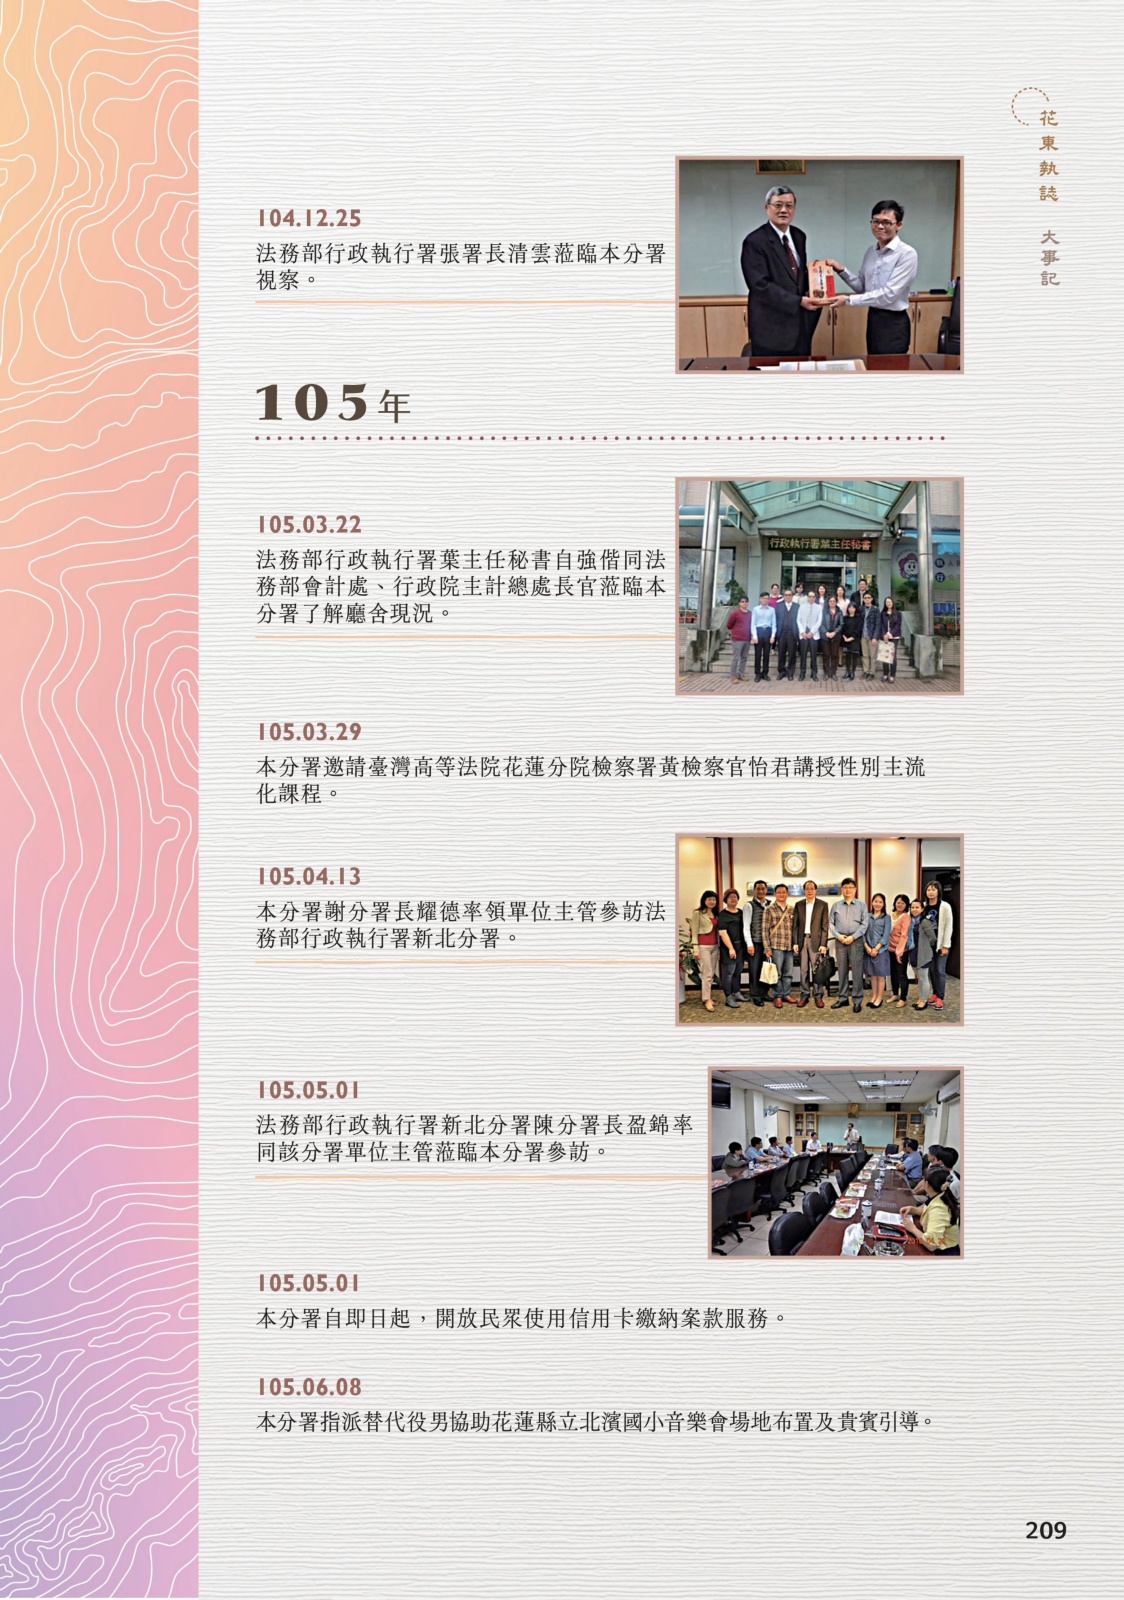 花東執誌 大事記
104.12.25
法務部行政執行署張署長清雲蒞臨本分署
視察。
105年
105.03.22
法務部行政執行署葉主任秘書自強偕同法
務部會計處、行政院主計總處長官蒞臨本
分署了解廳舍現況。
行政執行署葉主任秘書
105.03.29
本分署邀請臺灣高等法院花蓮分院檢察署黃檢察官怡君講授性別主流
化課程。
105.04.13
本分署謝分署長耀德率領單位主管參訪法
務部行政執行署新北分署。
105.05.01
法務部行政執行署新北分署陳分署長盈錦率
同該分署單位主管蒞臨本分署參訪。
105.05.01
本分署自即日起，開放民眾使用信用卡繳納案款服務。
105.06.08
本分署指派替代役男協助花蓮縣立北濱國小音樂會場地布置及貴賓引導。
209